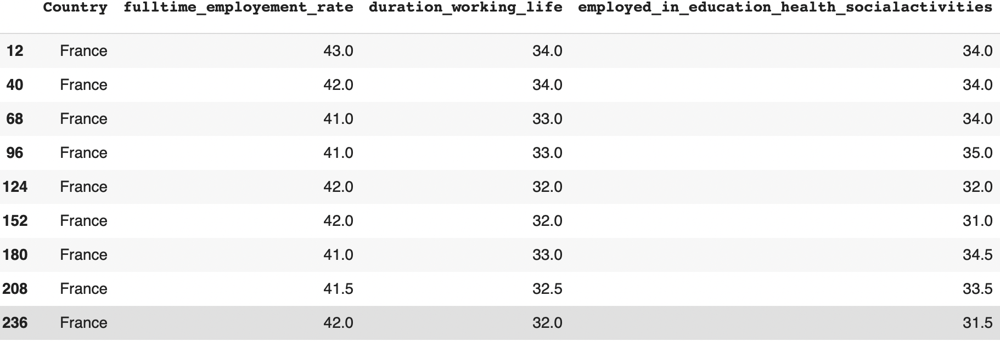 Country fulltime_employement_rate duration_working_life employed_in_education_health_socialactivities
12 France 43.0 34.0 34.0
40 France 42.0 34.0 34.0
68 France 41.0 33.0 34.0
96 France 41.0 33.0 35.0
124 France 42.0 32.0 32.0
152 France 42.0 32.0 31.0
180 France 41.0 33.0 34.5
208 France 41.5 32.5 33.5
236 France 42.0 32.0 31.5